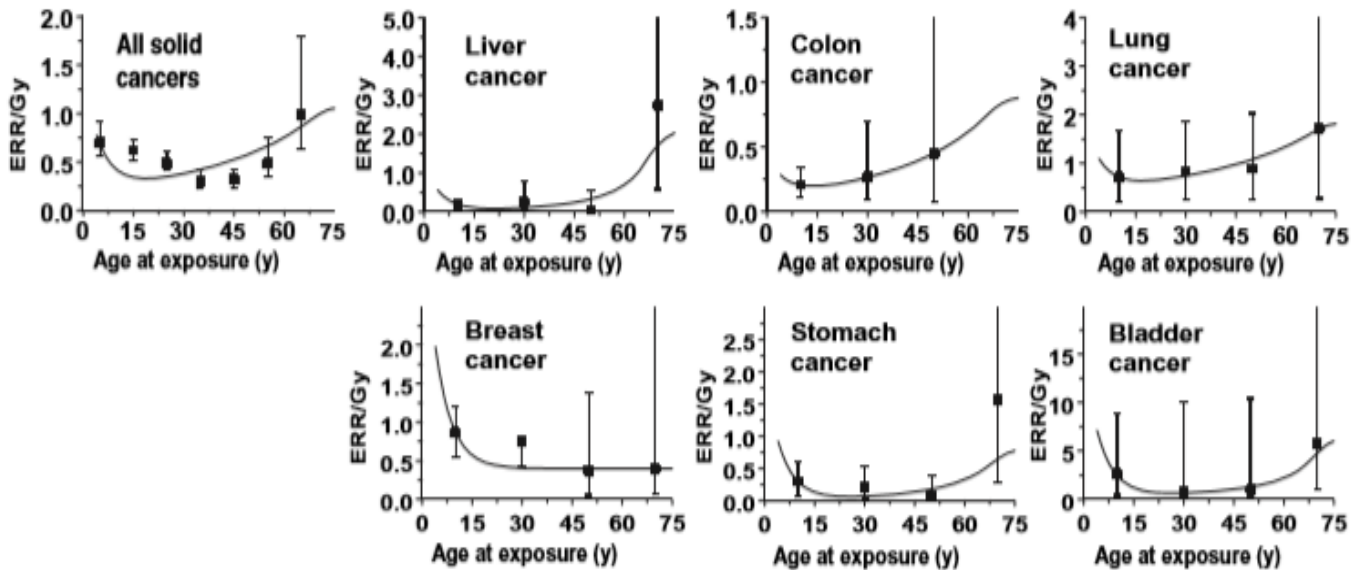 All solid
cancers
ERR/Gy
2.0
1.5
1.0
0.5
0.0
0 15 30 45 60 75
Age at exposure (y)
Liver
cancer
5.0
3.0
2.0
1.0
0.0
0 15 30 45 60 75
Age at exposure (y)
Colon
cancer
ERR/Gy
1.5
1.0
0.5
0.0
0 15 30 45 60 75
Age at exposure (y)
Lung
cancer
ERR/Gy
4
3
2
1
0
0 15 30 45 60 75
Age at exposure (y)
Breast
cancer
ERR/Gy
2.0
1.5
1.0
0.5
0.0
0 15 30 45 60 75
Age at exposure (y)
Stomach
cancer
ERR/Gy
2.5
2.0
1.5
1.0
0.5
0.0
0 15 30 45 60 75
Age at exposure (y)
Bladder
cancer
ERR/Gy
15
10
5
0
0 15 30 45 60 75
Age at exposure (y)